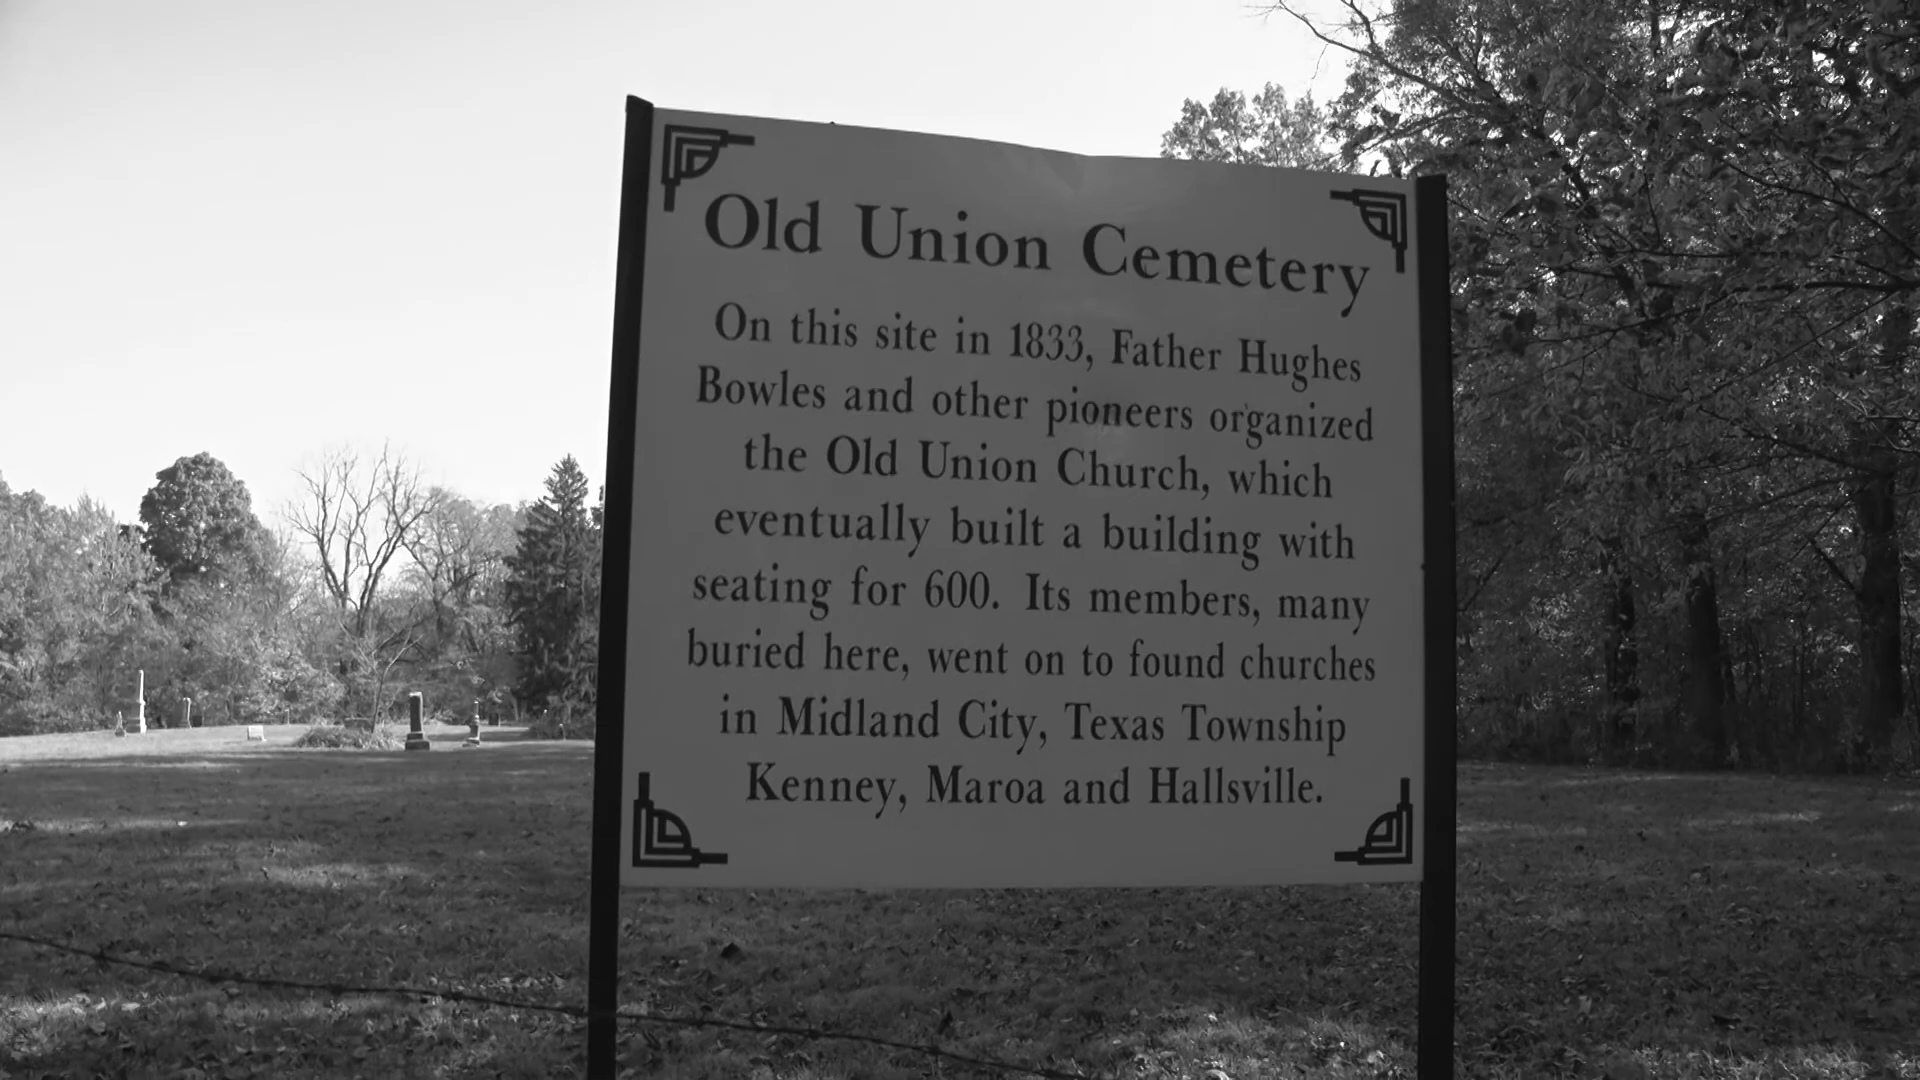 Old Union Cemetery
On this site in 1833, Father Hughes
Bowles and other pioneers organized
the Old Union Church, which
eventually built a building with
seating for 600. Its members, many
buried here, went on to found churches
in Midland City, Texas Township
Kenney, Maroa and Hallsville.